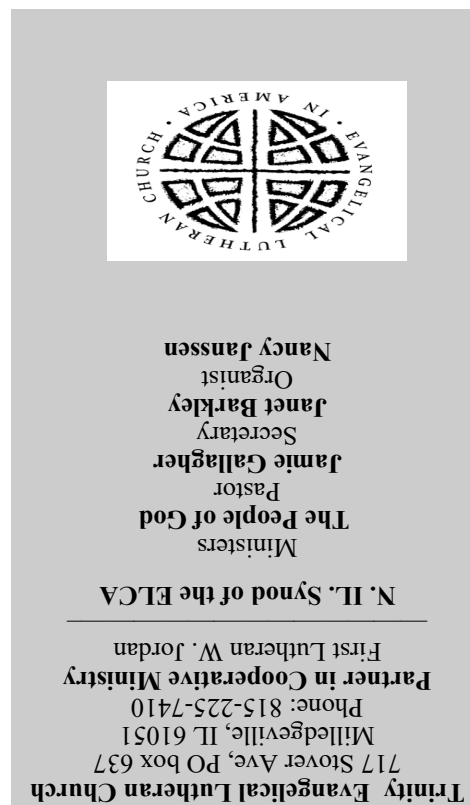 Trinity Evangelical Lutheran Church
717 Stover Ave, PO box 637
Milledgeville, IL 61051
Phone: 815-225-7410
Partner in Cooperative Ministry
First Lutheran W. Jordan
N. IL. Synod of the ELCA
Ministers
The People of God
Pastor
Jamie Gallagher
Secretary
Janet Barkley
Organist
Nancy Janssen
EVANGELICAL LUTHERAN CHURCH • IN AMERICA •